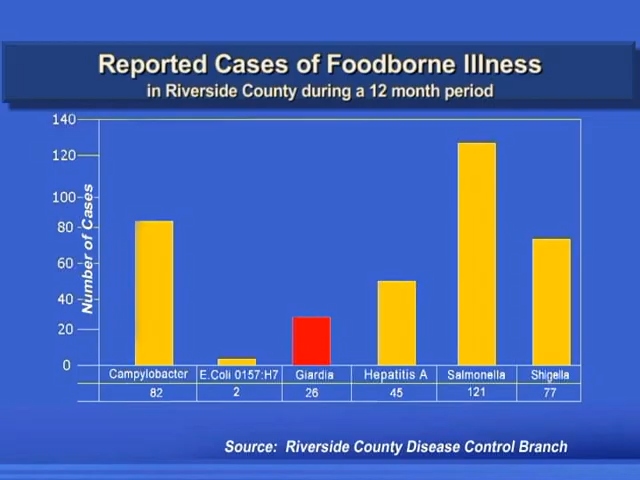 Reported Cases of Foodborne Illness
in Riverside County during a 12 month period
140
120
100
80
60
40
20
0
Number of Cases
Campylobacter E.Coli 0157:H7 Giardia Hepatitis A Salmonella Shigella
82 2 26 45 121 77
Source: Riverside County Disease Control Branch